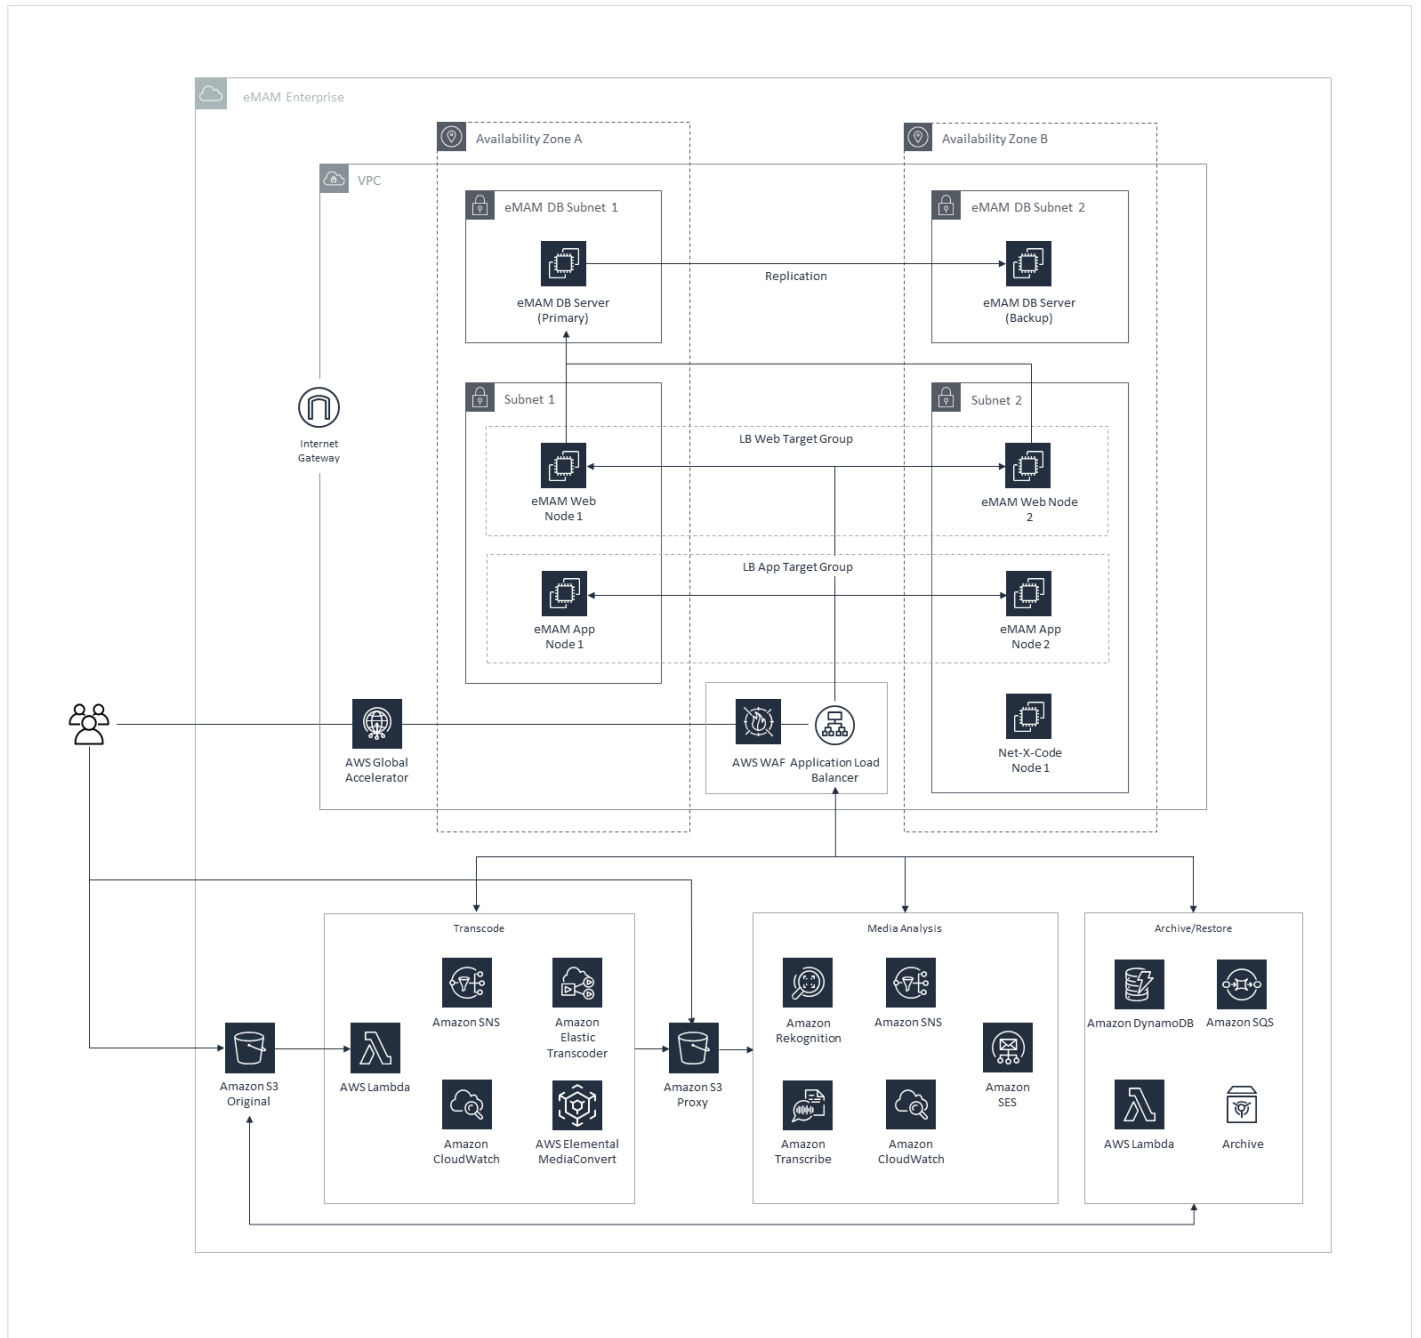 eMAM Enterprise
Availability Zone A
Availability Zone B
VPC
eMAM DB Subnet 1
eMAM DB Subnet 2
Replication
eMAM DB Server
(Primary)
eMAM DB Server
(Backup)
Subnet 1
Subnet 2
Internet
Gateway
LB Web Target Group
eMAM Web
Node 1
eMAM Web Node
2
LB App Target Group
eMAM App
Node 1
eMAM App
Node 2
AWS Global
Accelerator
AWS WAF
Application Load
Balancer
Net-X-Code
Node 1
Transcode
Media Analysis
Archive/Restore
Amazon SNS
Amazon
Elastic
Transcoder
Amazon
Rekognition
Amazon SNS
Amazon DynamoDB
Amazon SQS
Amazon S3
Original
AWS Lambda
Amazon S3
Proxy
Amazon
SES
Amazon
CloudWatch
AWS Elemental
MediaConvert
Amazon
Transcribe
Amazon
CloudWatch
AWS Lambda
Archive